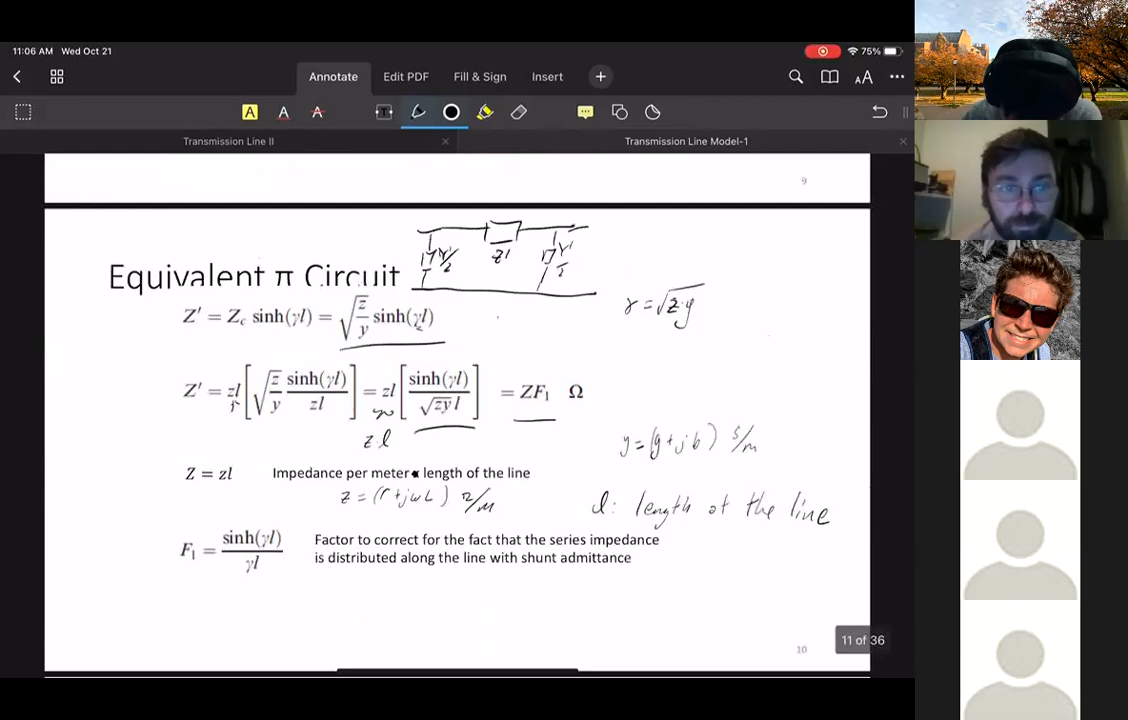 11:06 AM Wed Oct 21
75%
Annotate Edit PDF Fill & Sign Insert
Transmission Line II
Transmission Line Model-1
9
Equivalent π Circuit
Z'
Y'/2
Y'/2
Z' = Z_c sinh(γl) = √(z/y) sinh(γl)
γ = √(z·y)
Z' = zl [√(z/y) sinh(γl)/zl] = zl [sinh(γl)/(√(zy) l)] = ZF₁ Ω
z l
y = (g + jb) S/m
Z = zl Impedance per meter * length of the line
z = (r + jωL) Ω/m
l: length of the line
F₁ = sinh(γl)/γl
Factor to correct for the fact that the series impedance
is distributed along the line with shunt admittance
11 of 36
10